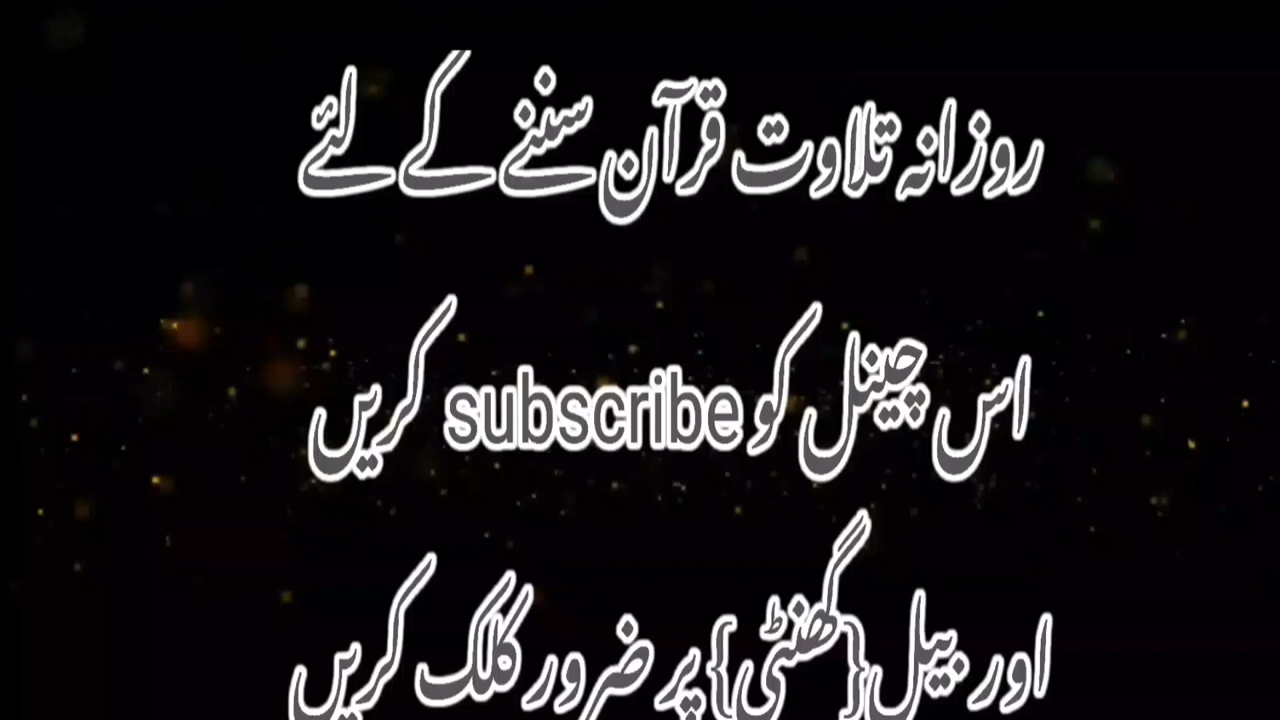 روزانہ تلاوت قرآن سننے کے لئے
اس چینل کو subscribe کریں
اور بیل{گھنٹی} پر ضرور کلک کریں